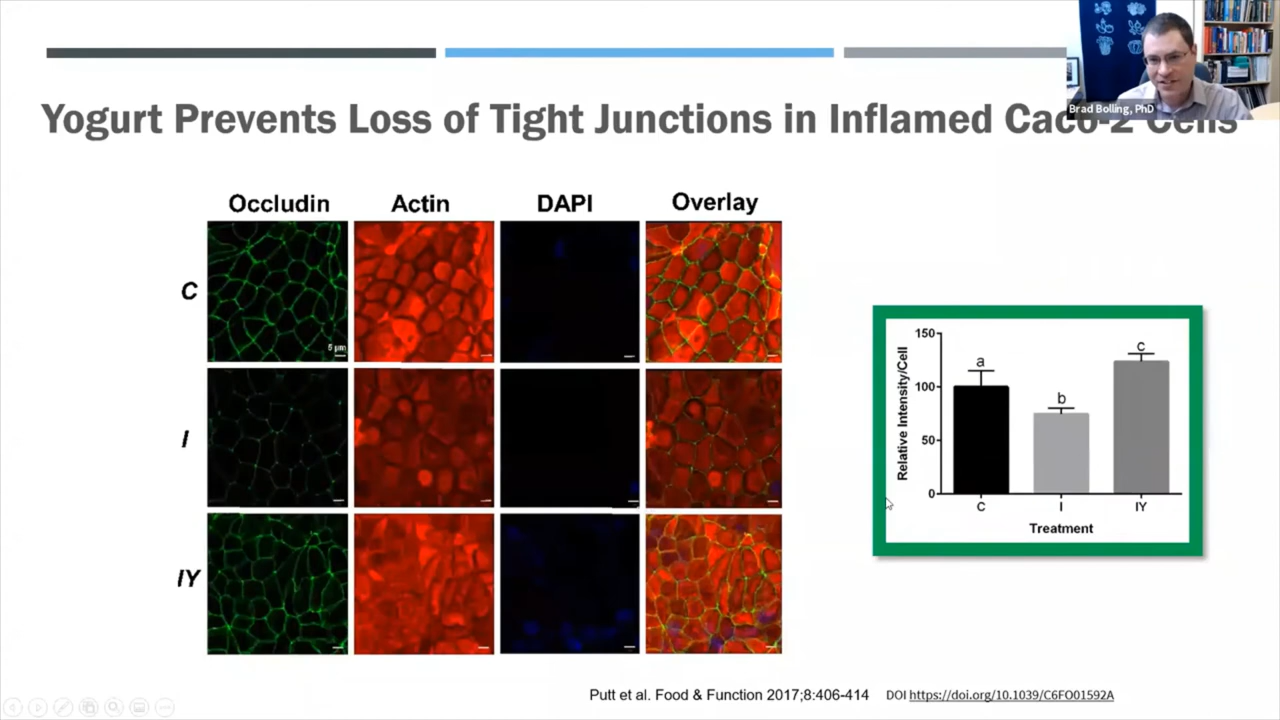 Brad Bolling, PhD
Yogurt Prevents Loss of Tight Junctions in Inflamed Caco-2 Cells
Occludin Actin DAPI Overlay
C
5 µm
I
IY
150
100
50
0
Relative Intensity/Cell
a
b
c
C I IY
Treatment
Putt et al. Food & Function 2017;8:406-414 DOI https://doi.org/10.1039/C6FO01592A